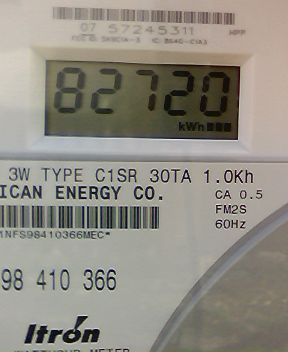 07 57245311
82720
kWh
3W TYPE C1SR 30TA 1.0Kh
ICAN ENERGY CO.
CA 0.5
FM2S
60Hz
1NFS98410366MEC*
98 410 366
Itron